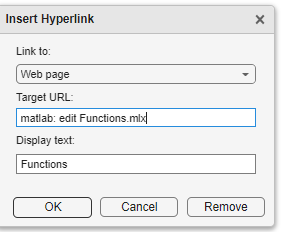 Insert Hyperlink
Link to:
Web page
Target URL:
matlab: edit Functions.mlx
Display text:
Functions
OK Cancel Remove